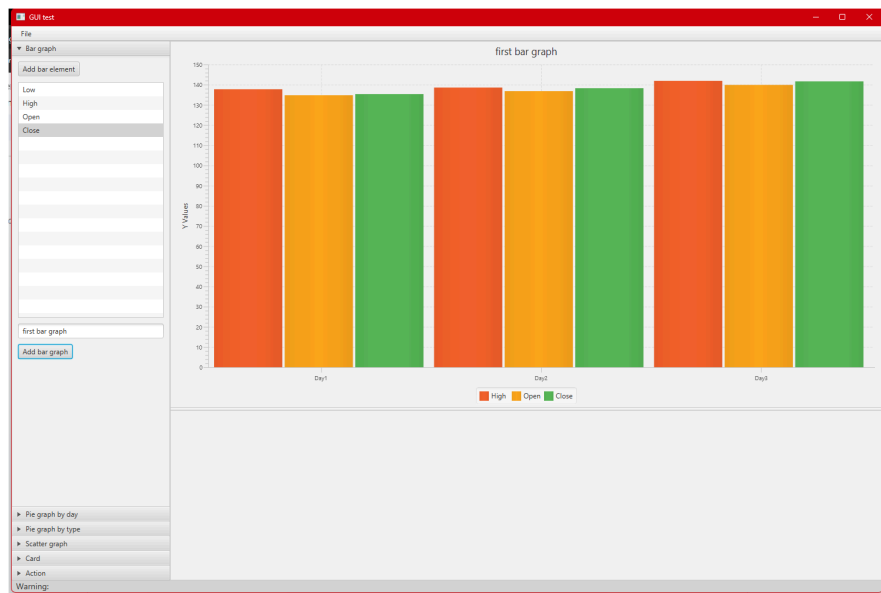 GUI test
File
Bar graph
Add bar element
Low
High
Open
Close
first bar graph
Add bar graph
Pie graph by day
Pie graph by type
Scatter graph
Card
Action
Warning:
first bar graph
Y Values
150
140
130
120
110
100
90
80
70
60
50
40
30
20
10
0
Day1 Day2 Day3
High Open Close